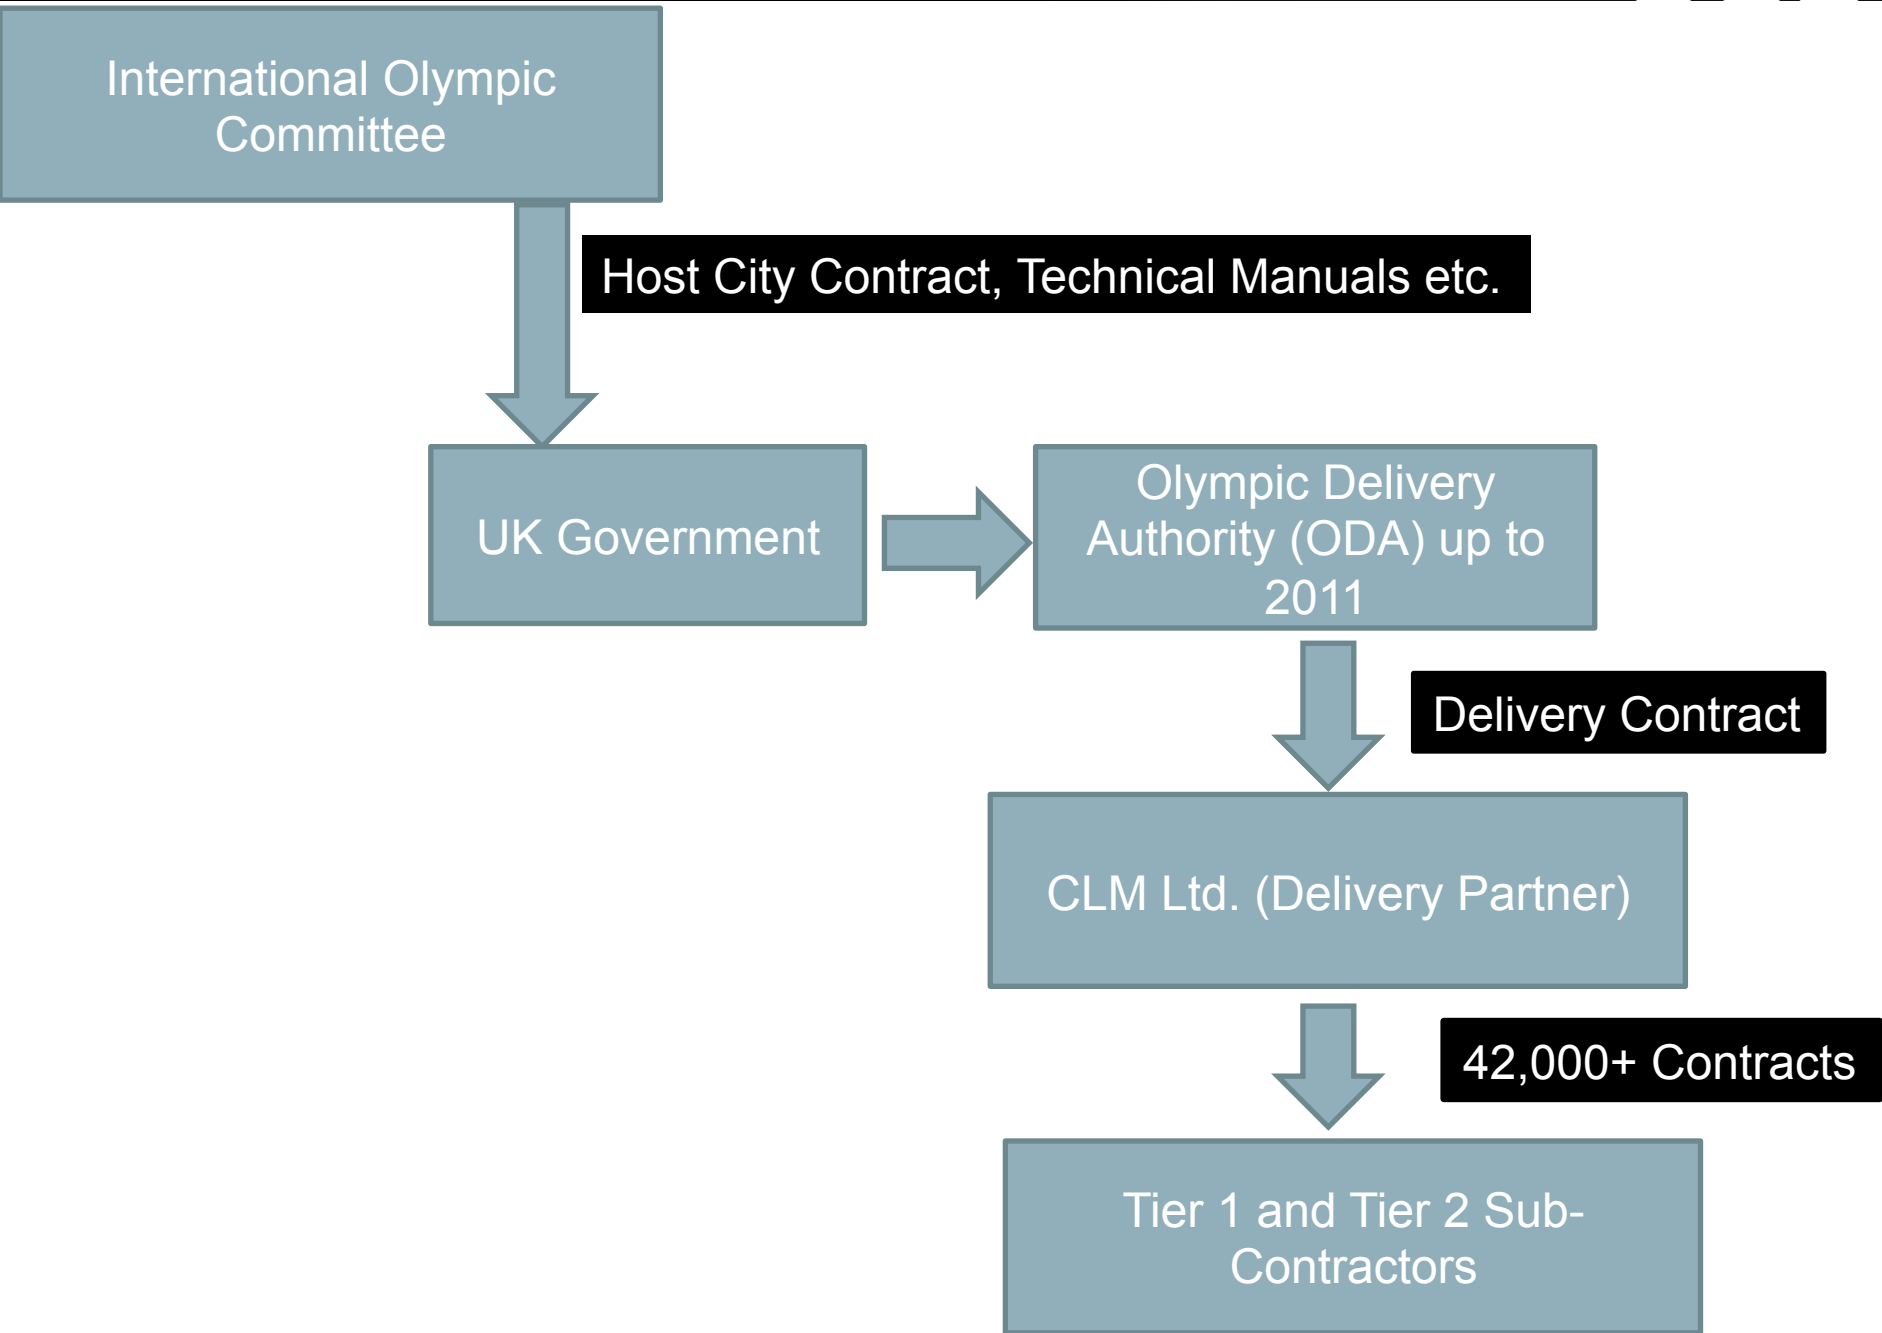 International Olympic
Committee
Host City Contract, Technical Manuals etc.
UK Government
Olympic Delivery
Authority (ODA) up to
2011
Delivery Contract
CLM Ltd. (Delivery Partner)
42,000+ Contracts
Tier 1 and Tier 2 Sub-
Contractors